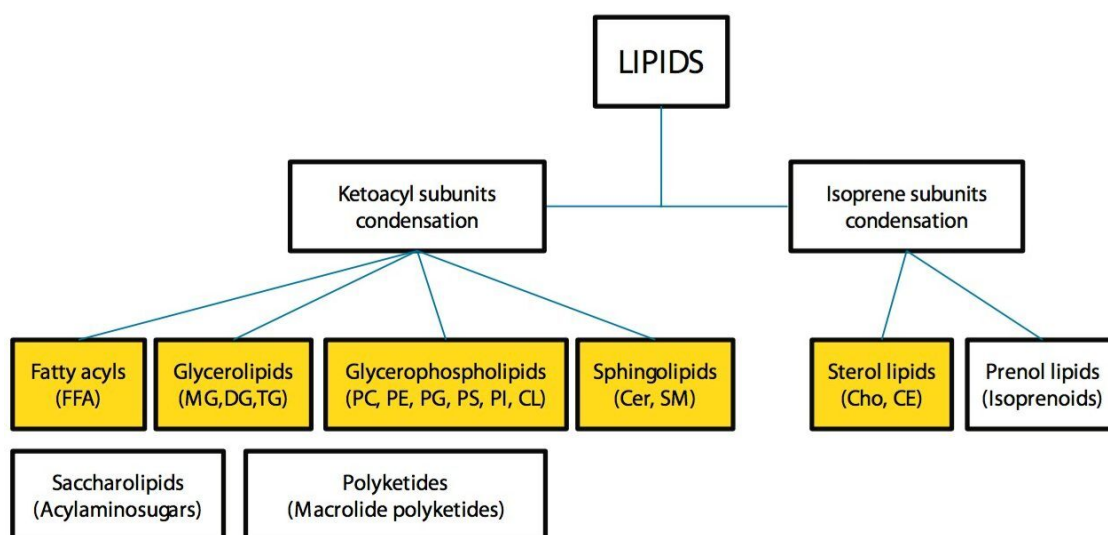 LIPIDS
Ketoacyl subunits
condensation
Isoprene subunits
condensation
Fatty acyls
(FFA)
Glycerolipids
(MG,DG,TG)
Glycerophospholipids
(PC, PE, PG, PS, PI, CL)
Sphingolipids
(Cer, SM)
Sterol lipids
(Cho, CE)
Prenol lipids
(Isoprenoids)
Saccharolipids
(Acylaminosugars)
Polyketides
(Macrolide polyketides)